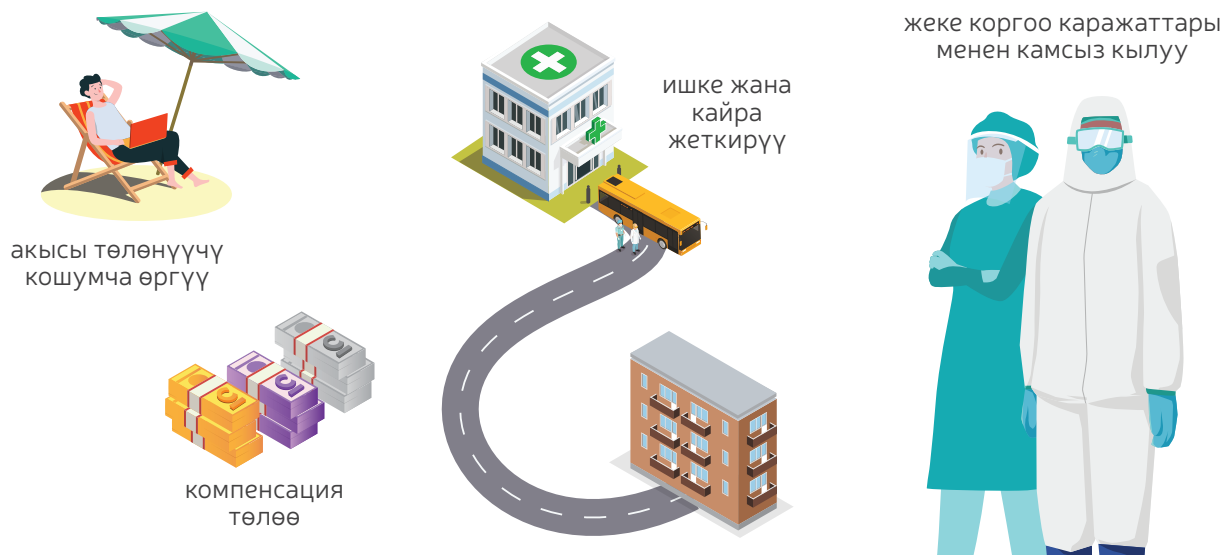 акысы төлөнүүчү
кошумча өргүү
компенсация
төлөө
ишке жана
кайра
жеткирүү
жеке коргоо каражаттары
менен камсыз кылуу